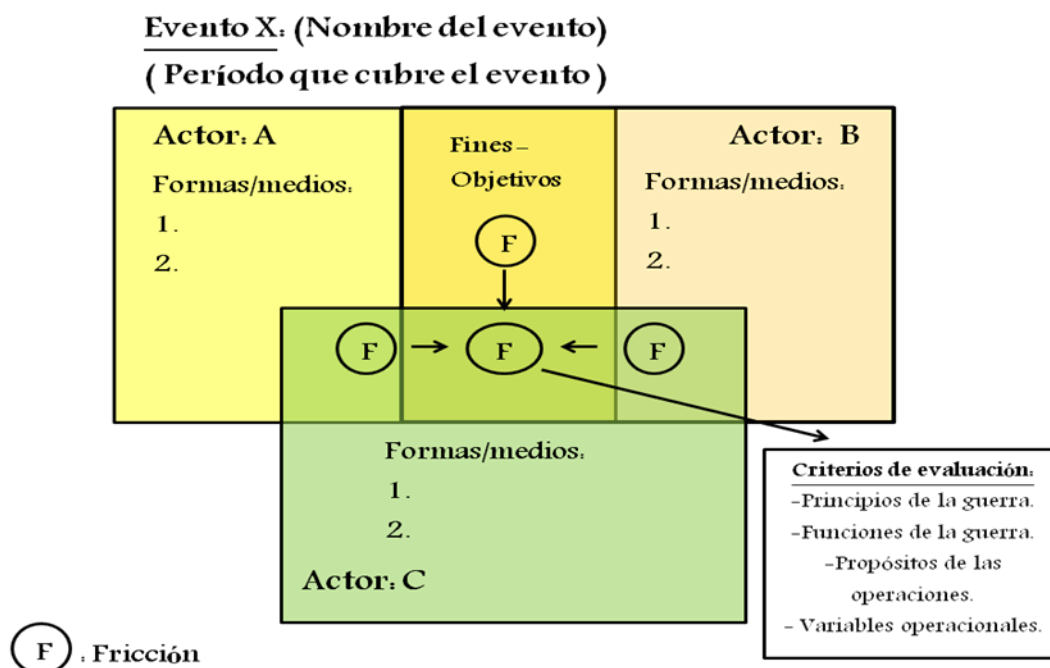 Evento X: (Nombre del evento)
( Período que cubre el evento )
Actor: A
Formas/medios:
1.
2.
Fines –
Objetivos
F
Actor: B
Formas/medios:
1.
2.
F
F
F
Formas/medios:
1.
2.
Actor: C
Criterios de evaluación:
-Principios de la guerra.
-Funciones de la guerra.
-Propósitos de las
operaciones.
- Variables operacionales.
F : Fricción